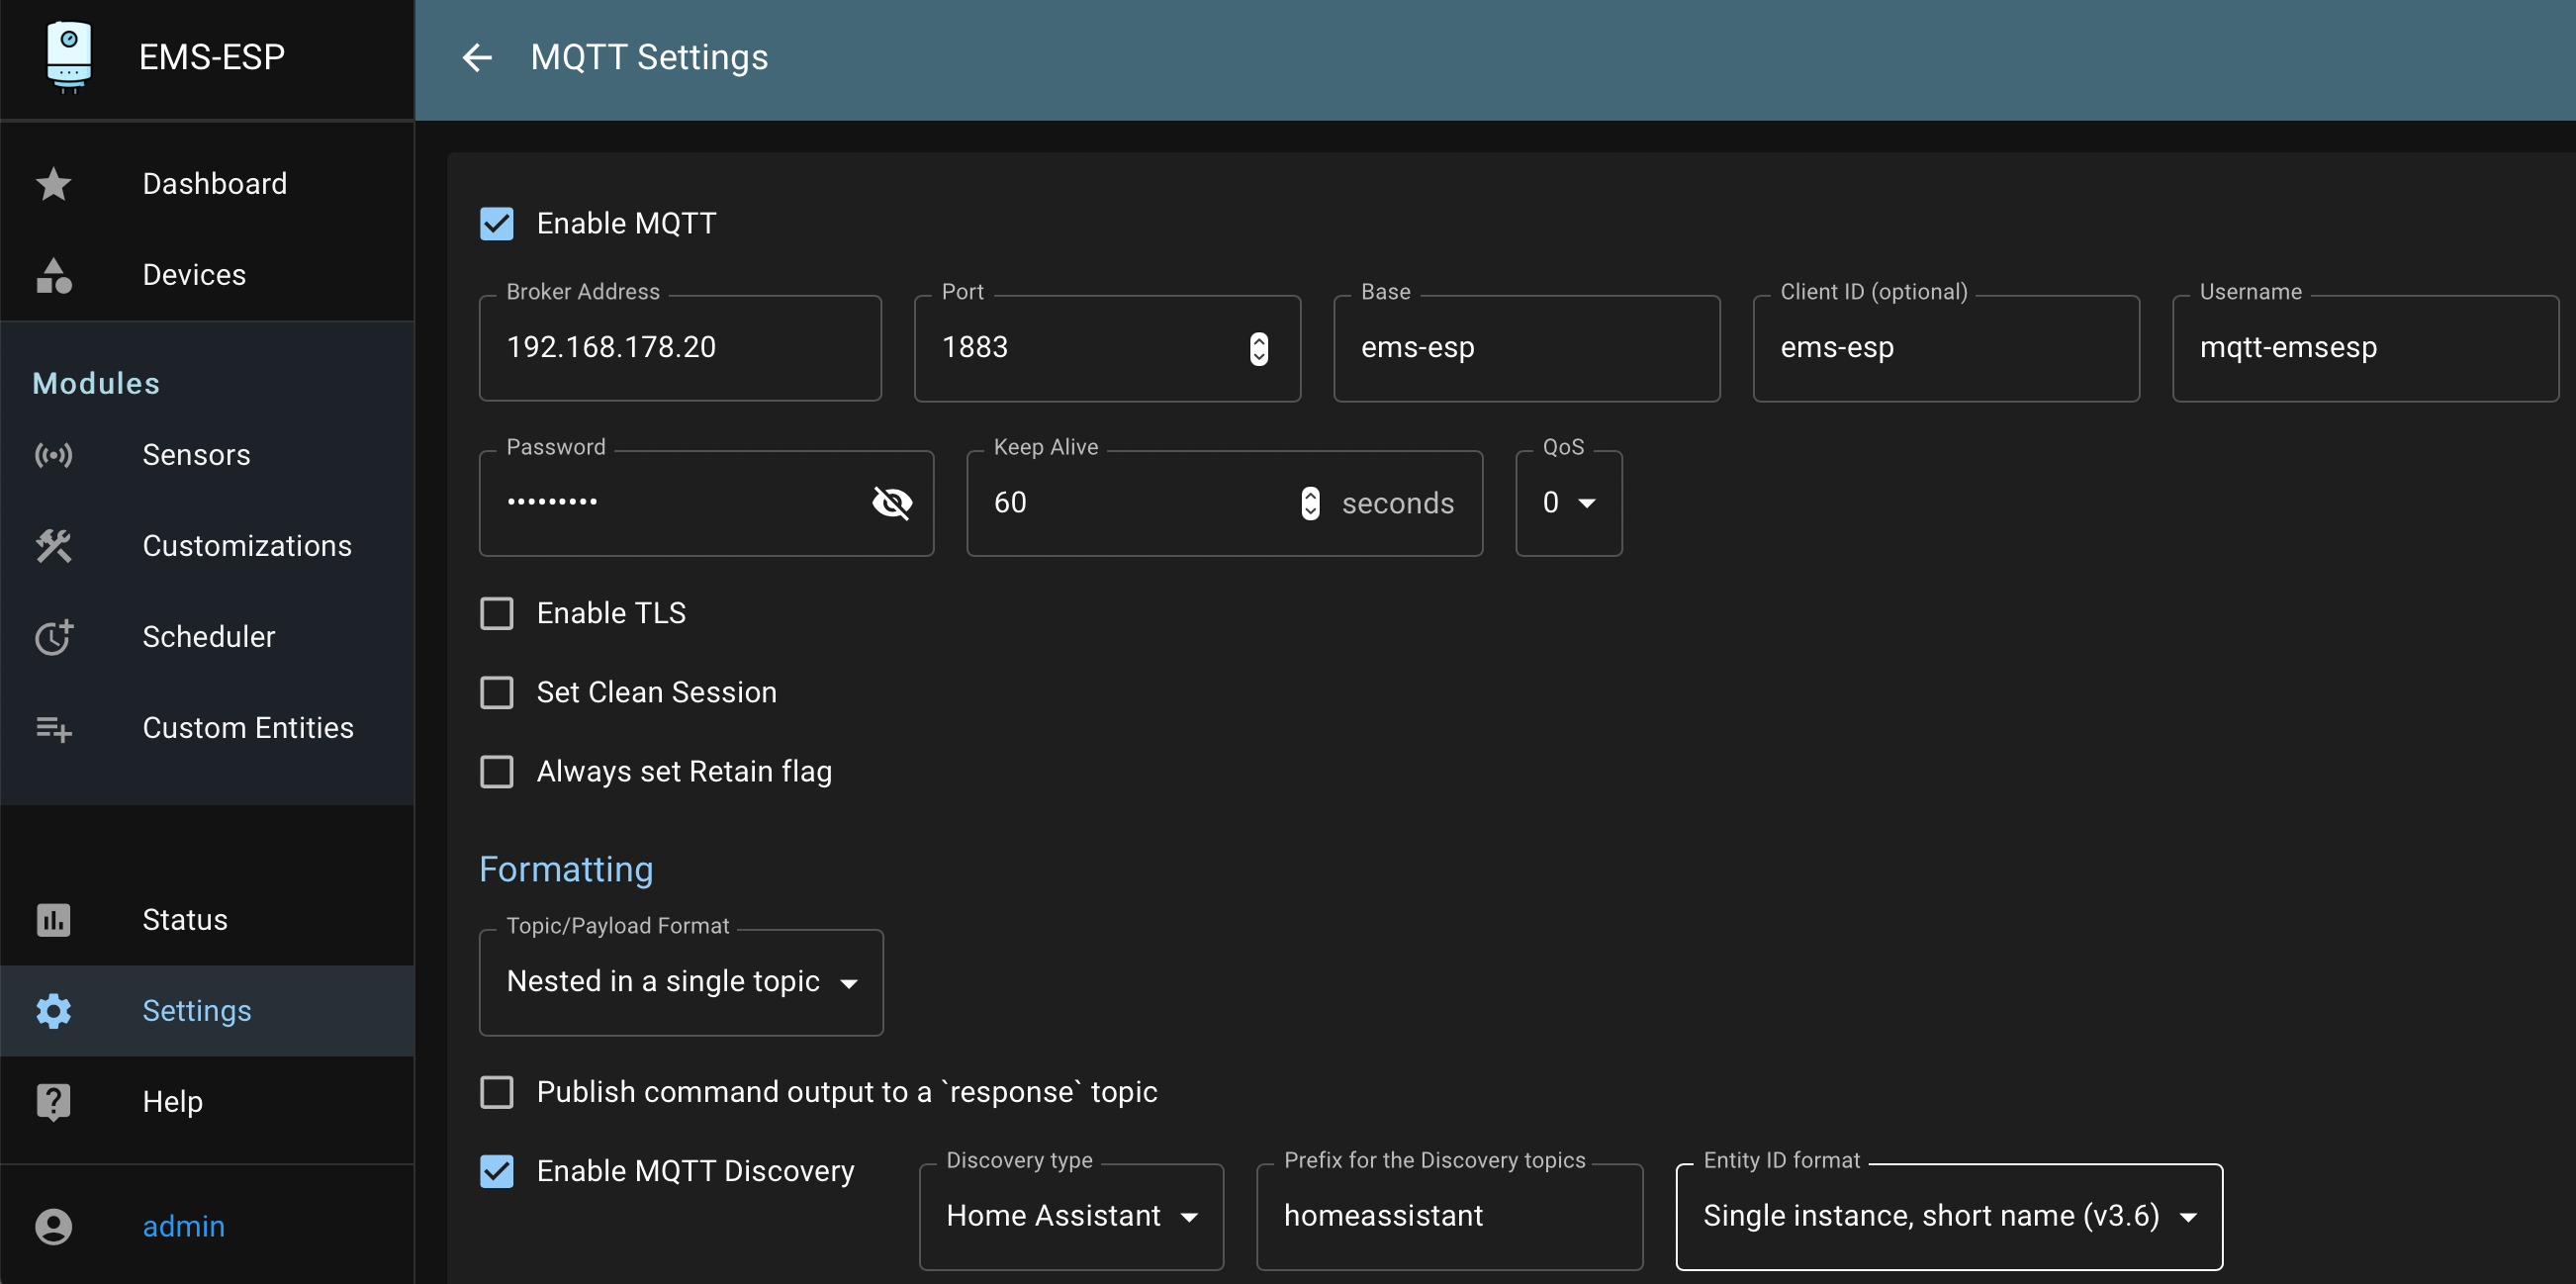 EMS-ESP
MQTT Settings
Dashboard
Devices
Modules
Sensors
Customizations
Scheduler
Custom Entities
Status
Settings
Help
admin
Enable MQTT
Broker Address
192.168.178.20
Port
1883
Base
ems-esp
Client ID (optional)
ems-esp
Username
mqtt-emsesp
Password
•••••••••
Keep Alive
60 seconds
QoS
0
Enable TLS
Set Clean Session
Always set Retain flag
Formatting
Topic/Payload Format
Nested in a single topic
Publish command output to a `response` topic
Enable MQTT Discovery
Discovery type
Home Assistant
Prefix for the Discovery topics
homeassistant
Entity ID format
Single instance, short name (v3.6)